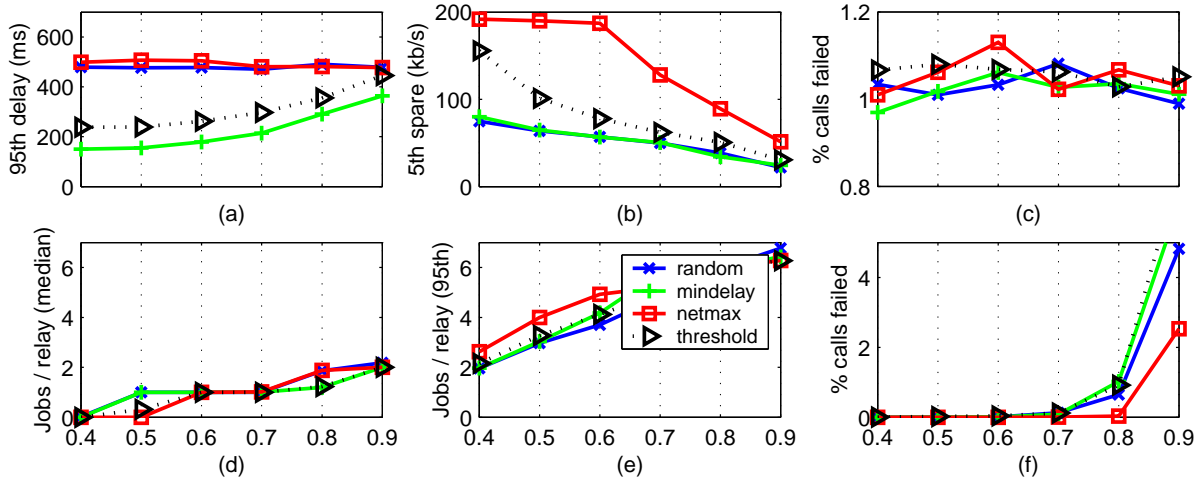 95th delay (ms)
600
400
200
0
(a)
5th spare (kb/s)
200
100
0
(b)
% calls failed
1.2
1
0.8
(c)
Jobs / relay (median)
6
4
2
0
0.4 0.5 0.6 0.7 0.8 0.9
(d)
Jobs / relay (95th)
6
4
2
0
random
mindelay
netmax
threshold
0.4 0.5 0.6 0.7 0.8 0.9
(e)
% calls failed
4
2
0
0.4 0.5 0.6 0.7 0.8 0.9
(f)